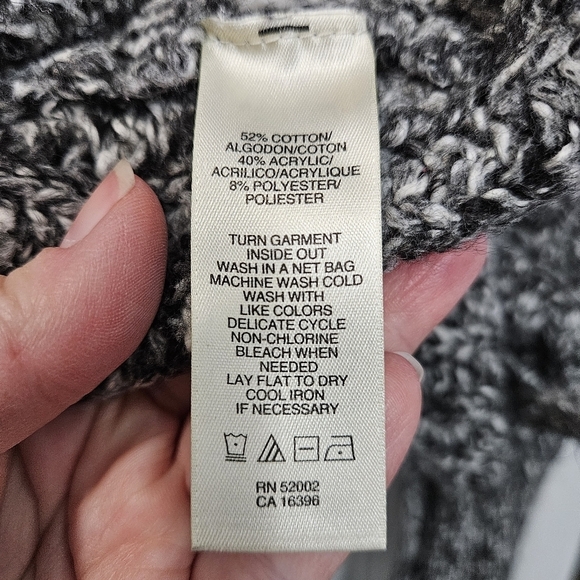 52% COTTON/
ALGODON/COTON
40% ACRYLIC/
ACRILICO/ACRYLIQUE
8% POLYESTER/
POLIESTER
TURN GARMENT
INSIDE OUT
WASH IN A NET BAG
MACHINE WASH COLD
WASH WITH
LIKE COLORS
DELICATE CYCLE
NON-CHLORINE
BLEACH WHEN
NEEDED
LAY FLAT TO DRY
COOL IRON
IF NECESSARY
RN 52002
CA 16396